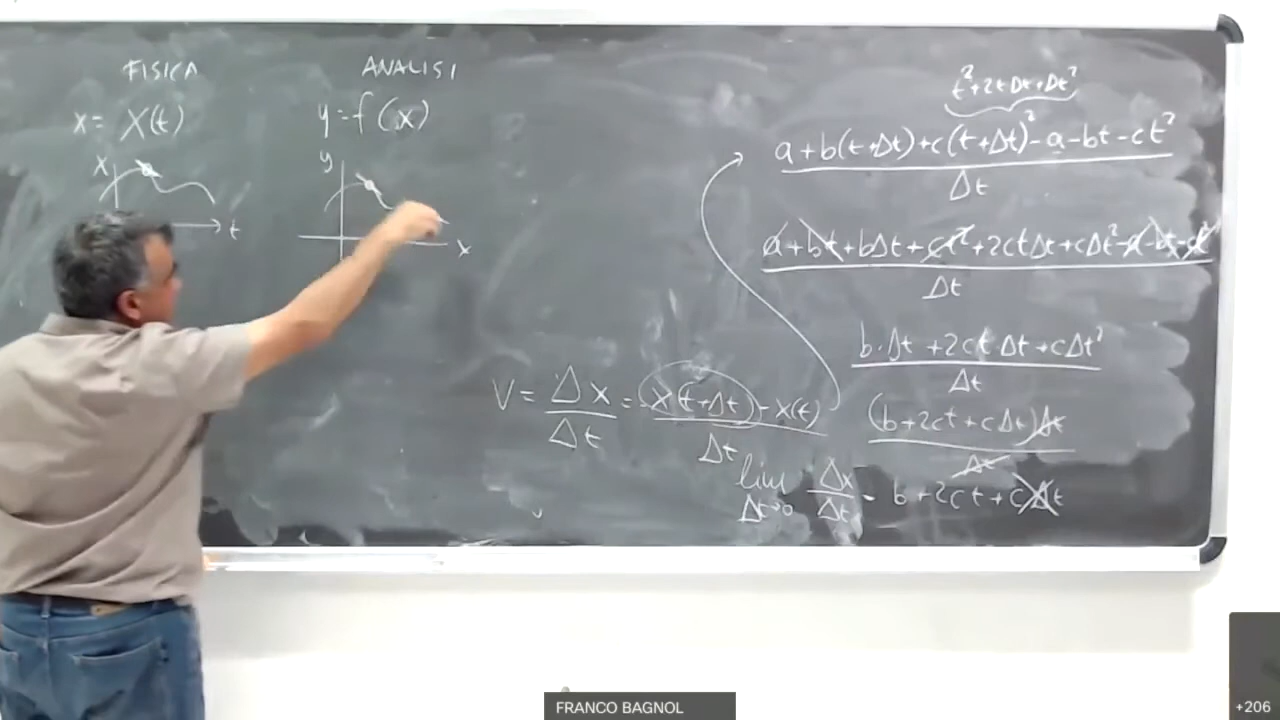 FISICA
x = X(t)
x
t
ANALISI
y=f(x)
y
x
t²+2tΔt+Δt²
a+b(t+Δt)+c(t+Δt)²-a-bt-ct²
Δt
a+bt+bΔt+ct²+2ctΔt+cΔt²-a-bt-ct²
Δt
b·Δt +2ct Δt+cΔt²
Δt
(b+2ct+cΔt)Δt
Δt
V = Δx = x(t+Δt)-x(t)
Δt Δt
lim Δx = b+2ct+cΔt
Δt→0 Δt
FRANCO BAGNOL
+206